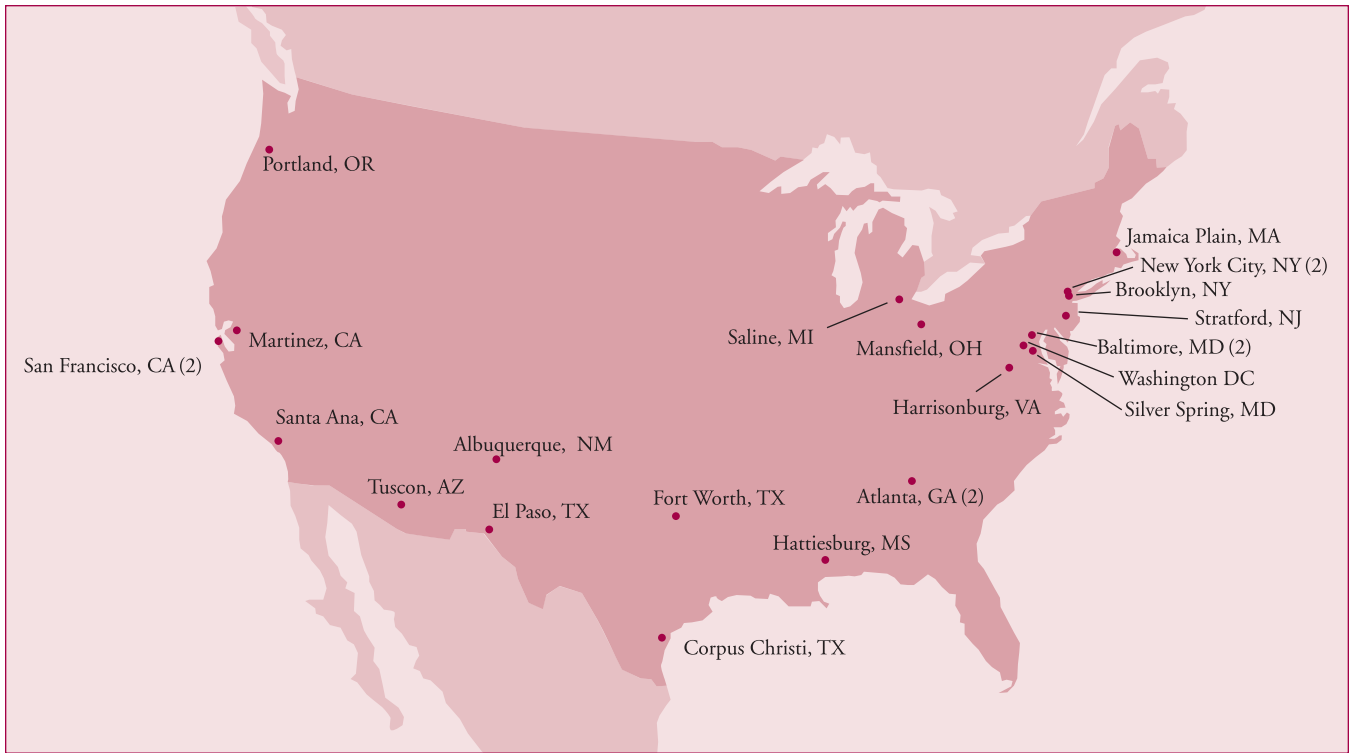 Portland, OR
Jamaica Plain, MA
New York City, NY (2)
Brooklyn, NY
Stratford, NJ
Saline, MI
Martinez, CA
Mansfield, OH
Baltimore, MD (2)
San Francisco, CA (2)
Washington DC
Harrisonburg, VA
Silver Spring, MD
Santa Ana, CA
Albuquerque, NM
Tuscon, AZ
Fort Worth, TX
Atlanta, GA (2)
El Paso, TX
Hattiesburg, MS
Corpus Christi, TX